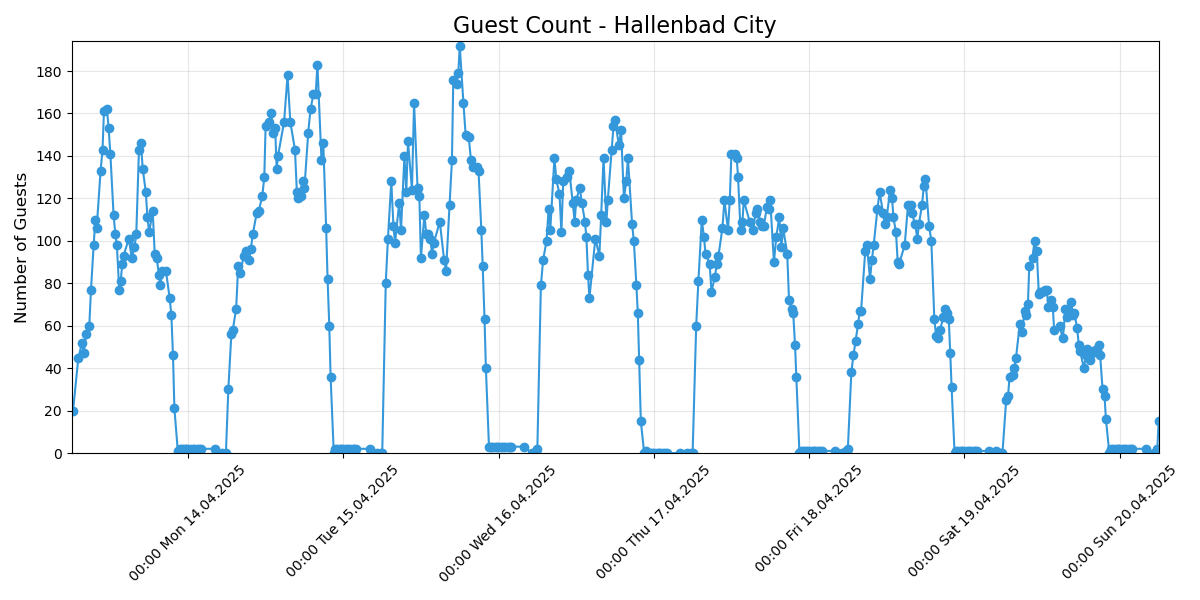 Guest Count - Hallenbad City
Number of Guests
180
160
140
120
100
80
60
40
20
0
00:00 Mon 14.04.2025
00:00 Tue 15.04.2025
00:00 Wed 16.04.2025
00:00 Thu 17.04.2025
00:00 Fri 18.04.2025
00:00 Sat 19.04.2025
00:00 Sun 20.04.2025